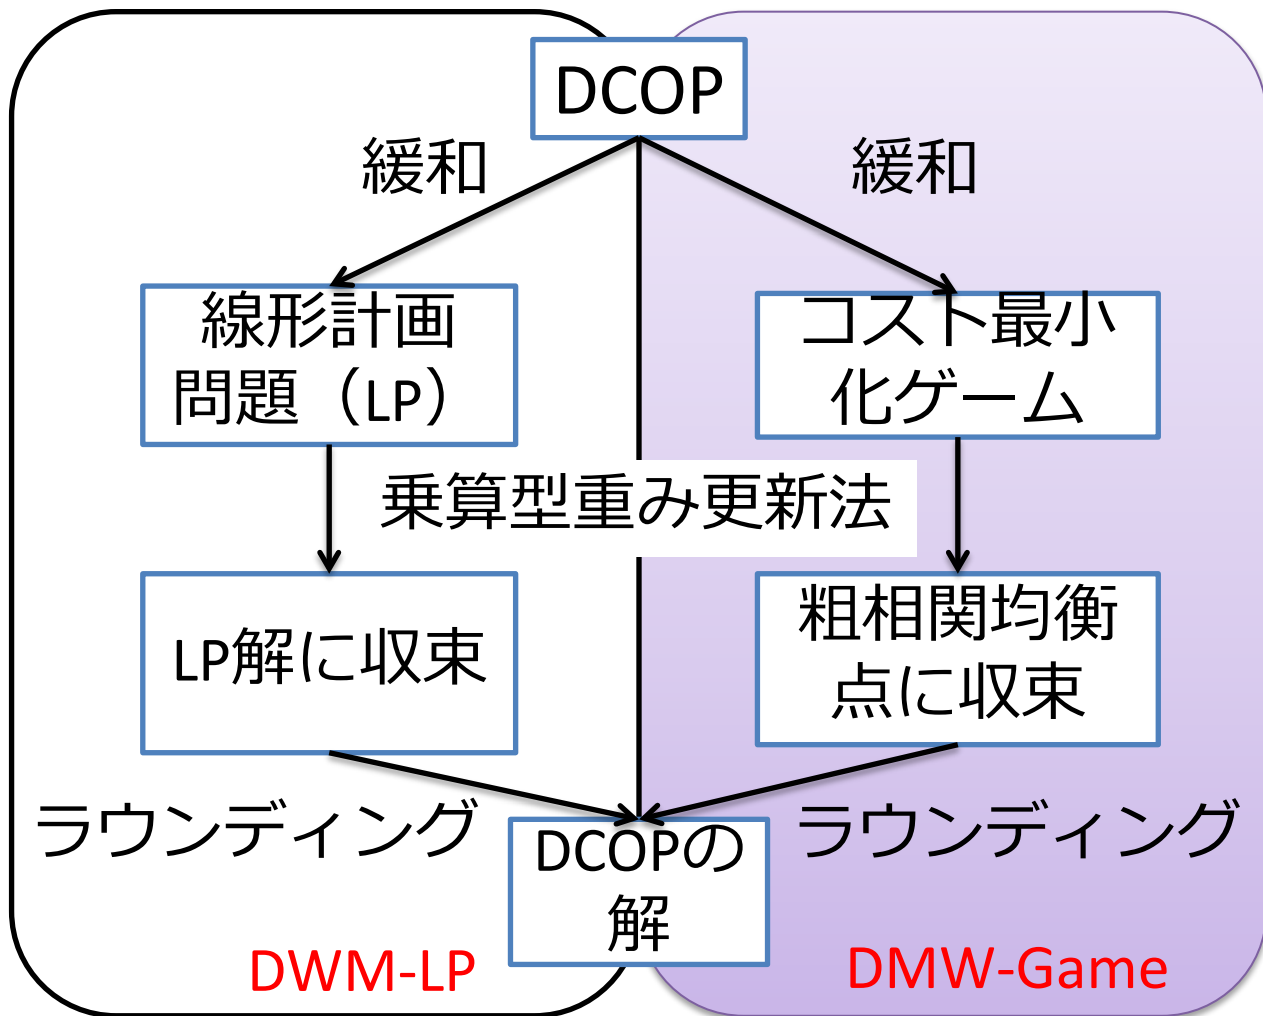 DCOP
緩和
緩和
線形計画
問題（LP）
コスト最小
化ゲーム
乗算型重み更新法
LP解に収束
粗相関均衡
点に収束
ラウンディング
ラウンディング
DCOPの
解
DWM-LP
DMW-Game